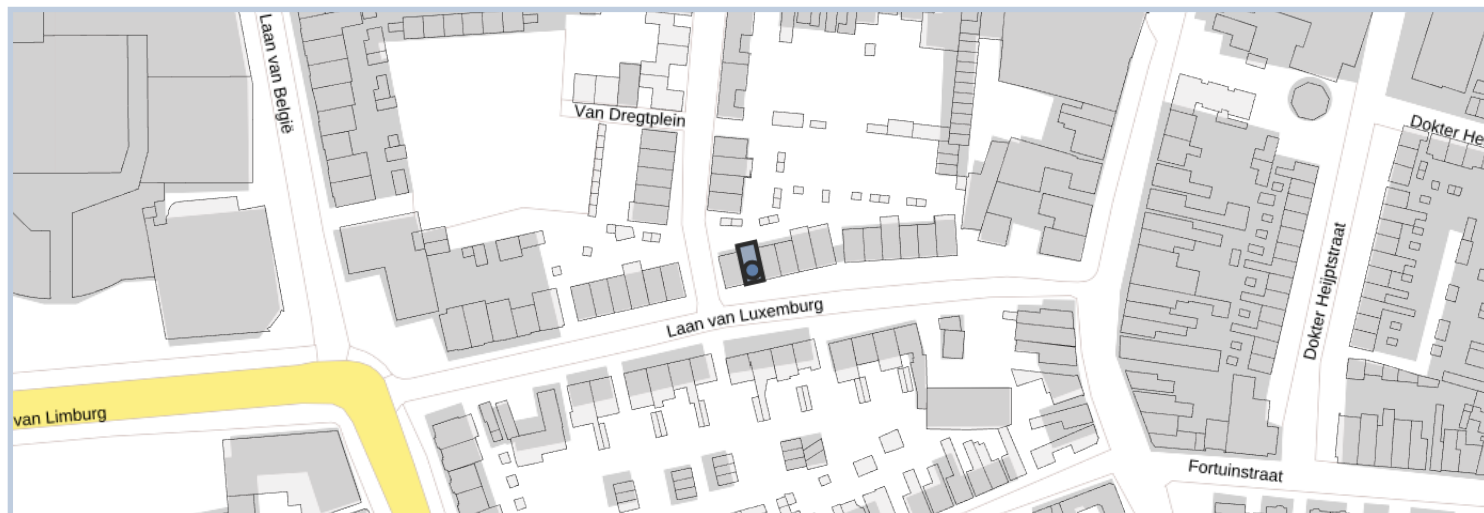 Laan van België
Van Dregtplein
Dokter He
Dokter Heijptstraat
Laan van Luxemburg
van Limburg
Fortuinstraat